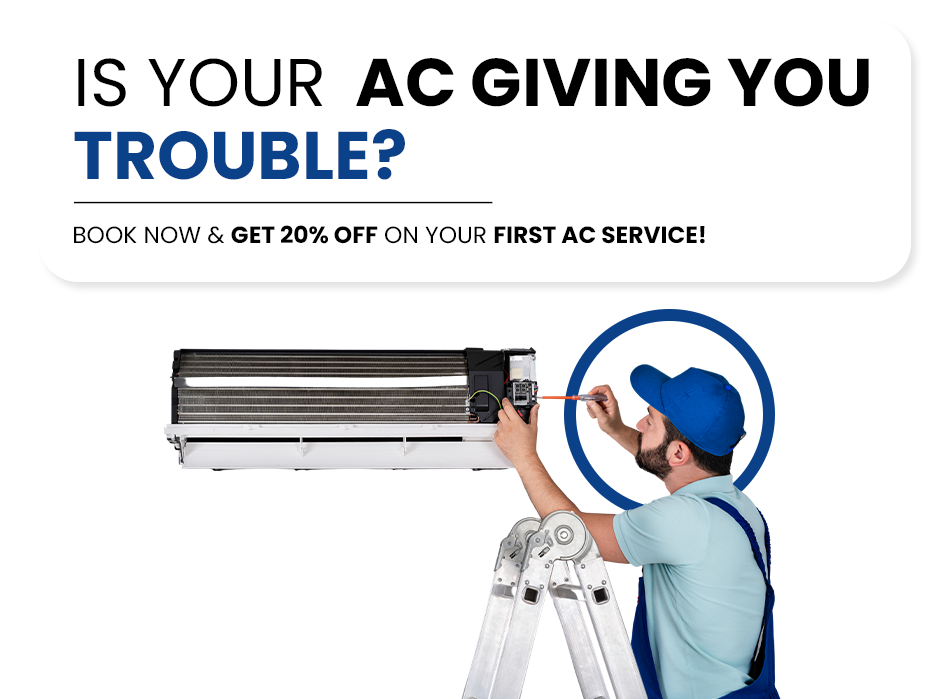 IS YOUR AC GIVING YOU
TROUBLE?
BOOK NOW & GET 20% OFF ON YOUR FIRST AC SERVICE!